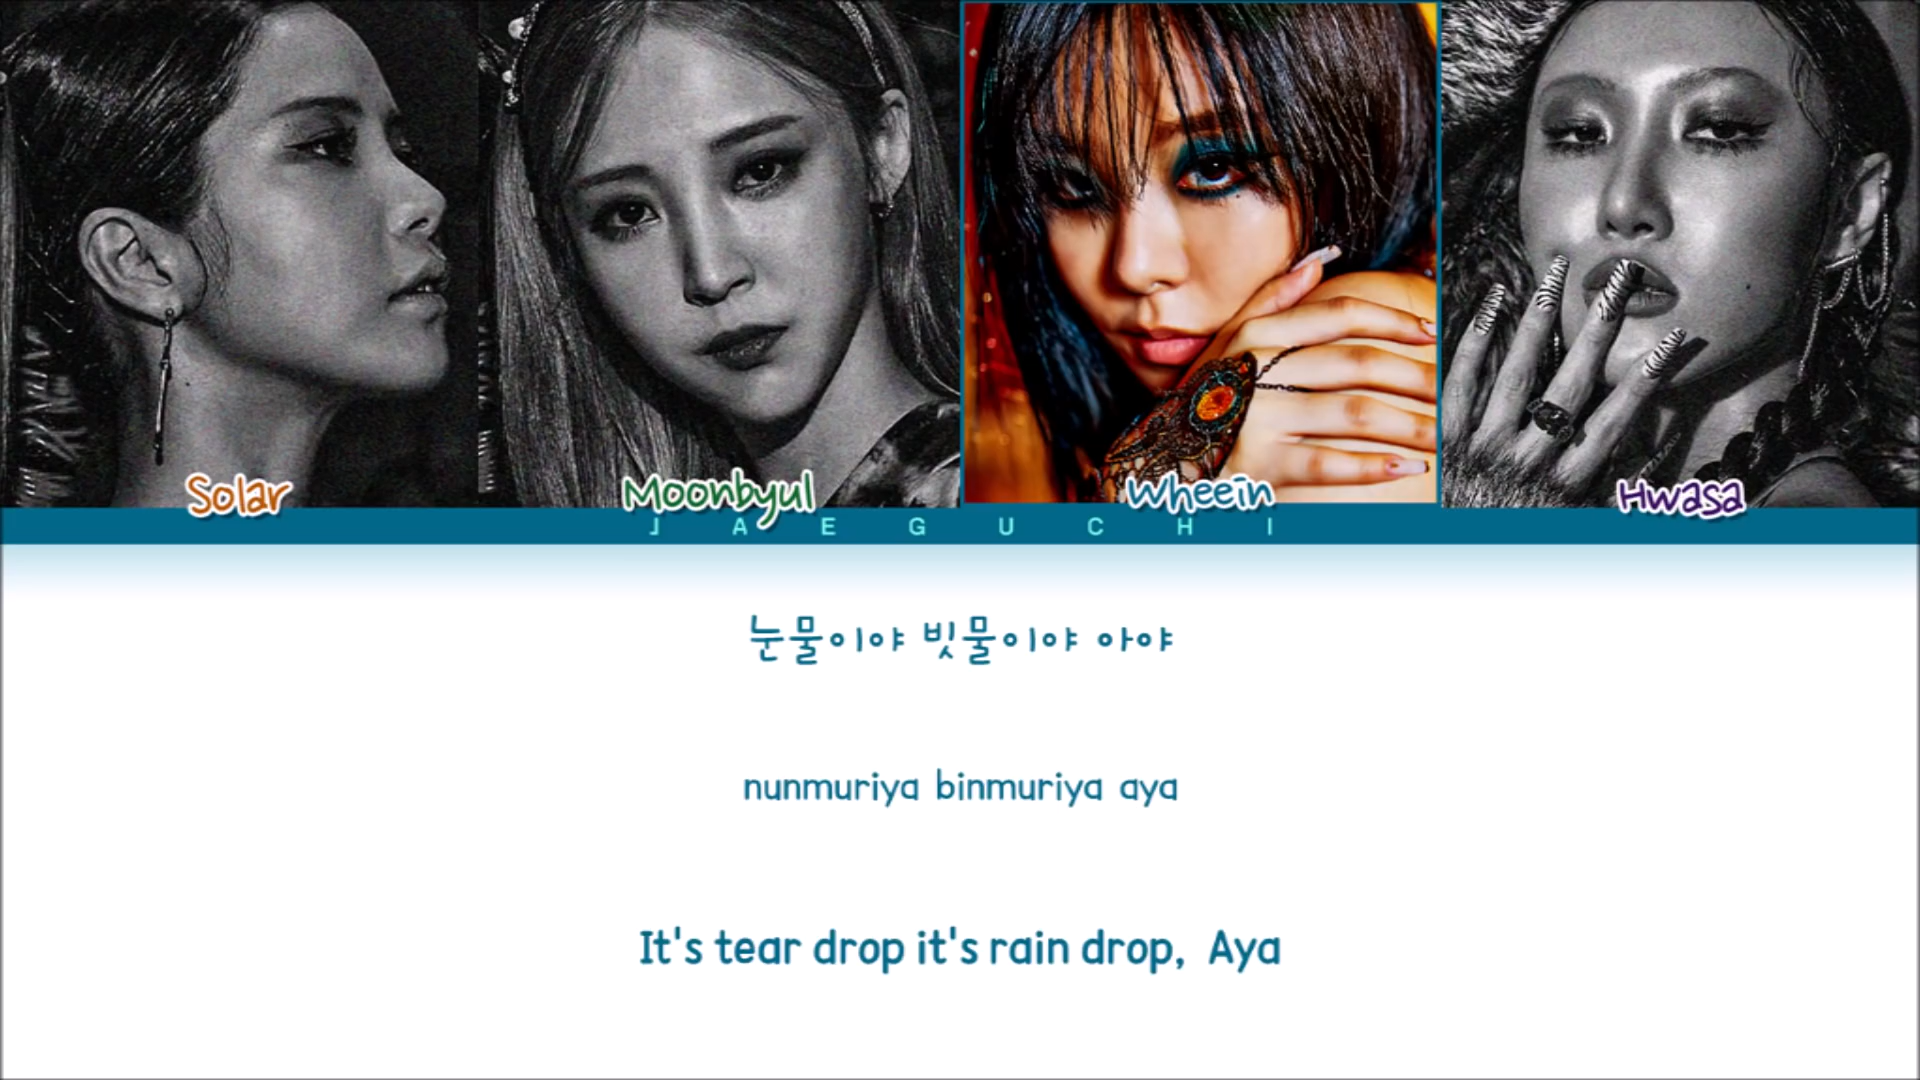 Solar Moonbyul Wheein Hwasa
JAEGUCHI
눈물이야 빗물이야 아야
nunmuriya binmuriya aya
It's tear drop it's rain drop, Aya